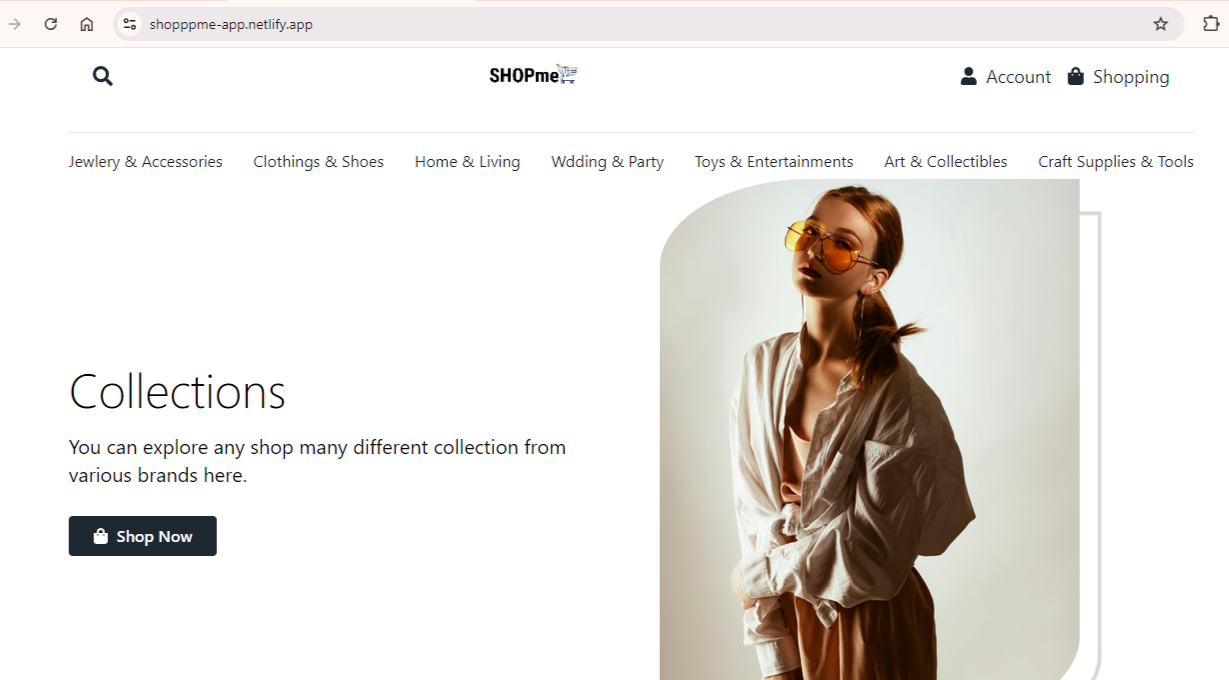 shopppme-app.netlify.app
SHOPme
Account Shopping
Jewlery & Accessories Clothings & Shoes Home & Living Wdding & Party Toys & Entertainments Art & Collectibles Craft Supplies & Tools
Collections
You can explore any shop many different collection from
various brands here.
Shop Now